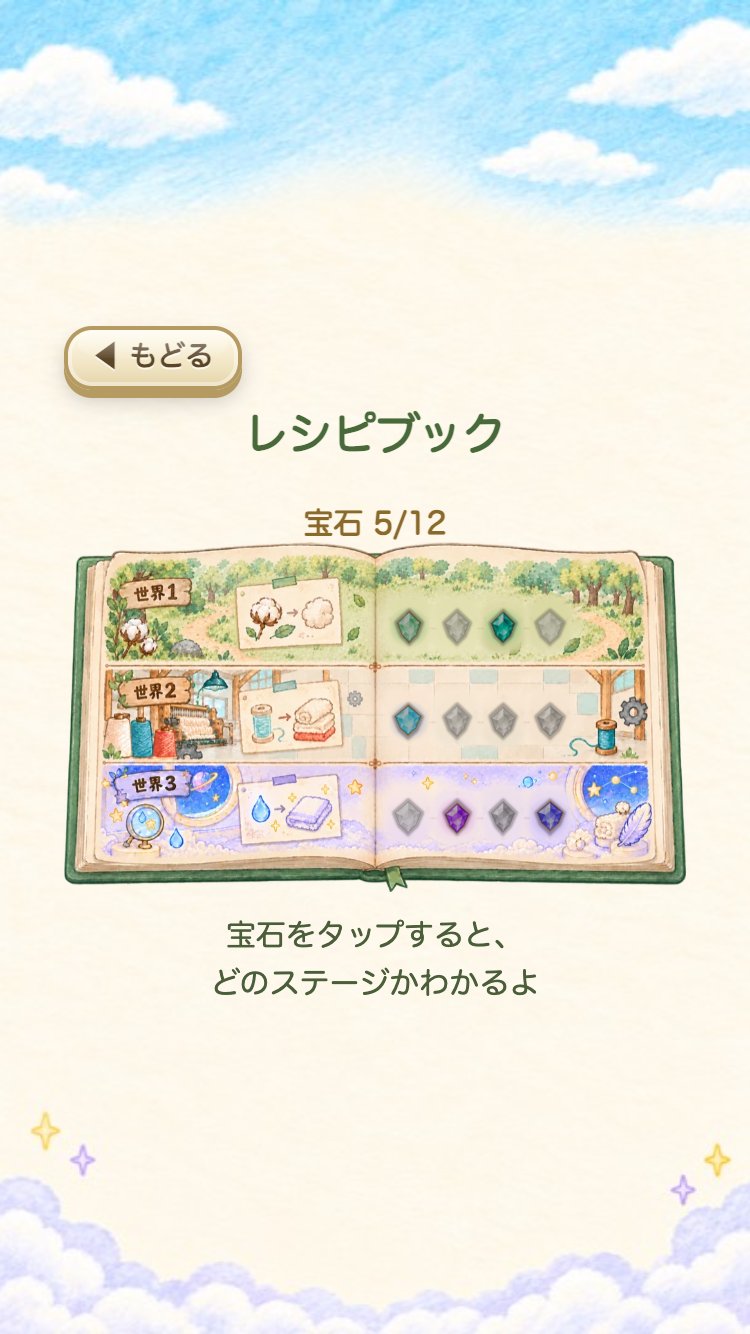 ◀ もどる
レシピブック
宝石 5/12
世界1
世界2
世界3
宝石をタップすると、
どのステージかわかるよ